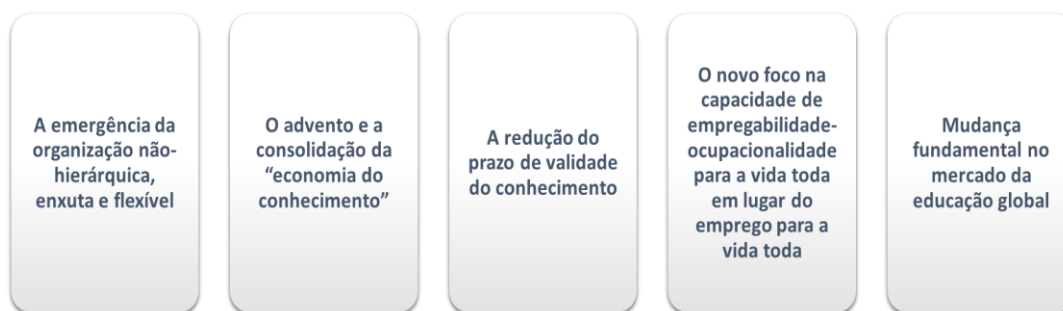 A emergência da
organização não-
hierárquica,
enxuta e flexível
O advento e a
consolidação da
“economia do
conhecimento”
A redução do
prazo de validade
do conhecimento
O novo foco na
capacidade de
empregabilidade-
ocupacionalidade
para a vida toda
em lugar do
emprego para a
vida toda
Mudança
fundamental no
mercado da
educação global